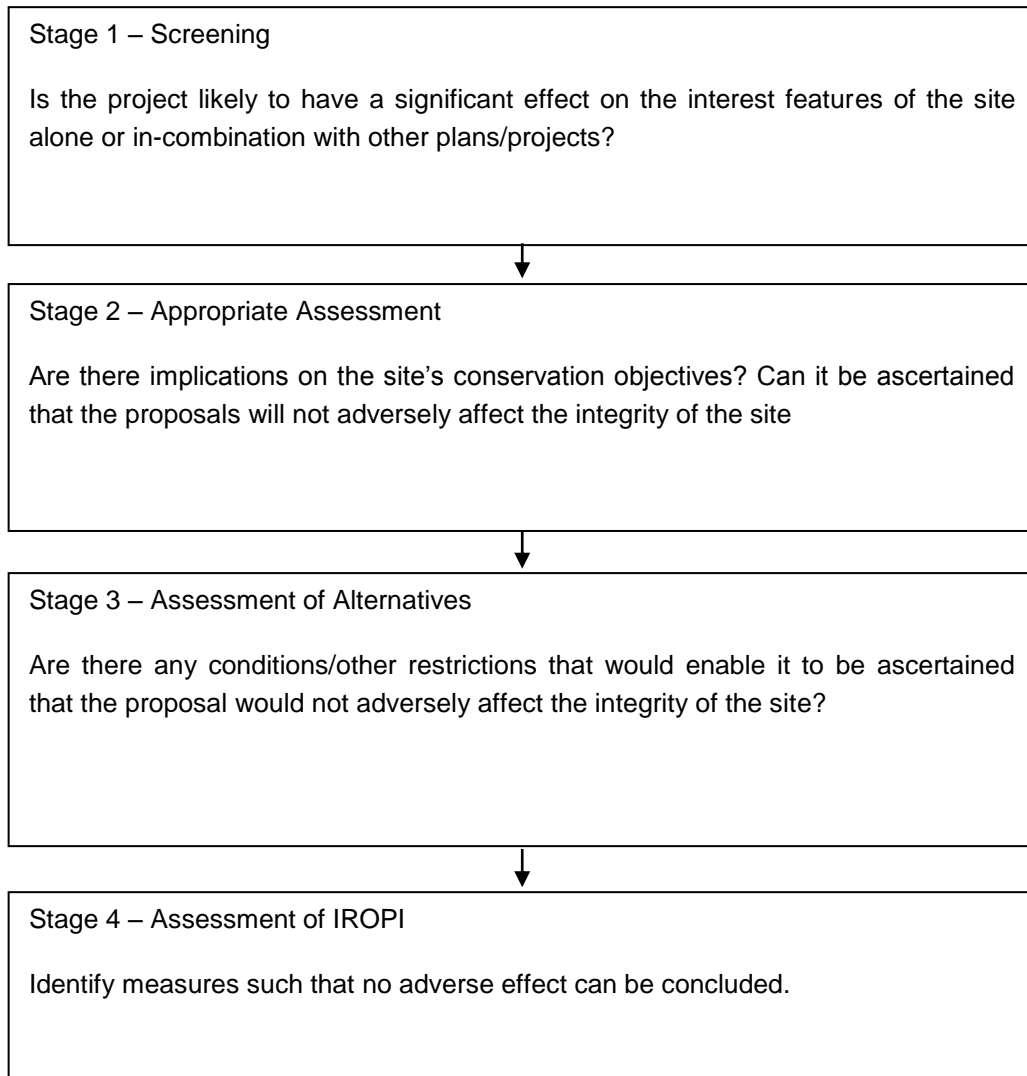 Stage 1 – Screening
Is the project likely to have a significant effect on the interest features of the site
alone or in-combination with other plans/projects?
Stage 2 – Appropriate Assessment
Are there implications on the site’s conservation objectives? Can it be ascertained
that the proposals will not adversely affect the integrity of the site
Stage 3 – Assessment of Alternatives
Are there any conditions/other restrictions that would enable it to be ascertained
that the proposal would not adversely affect the integrity of the site?
Stage 4 – Assessment of IROPI
Identify measures such that no adverse effect can be concluded.